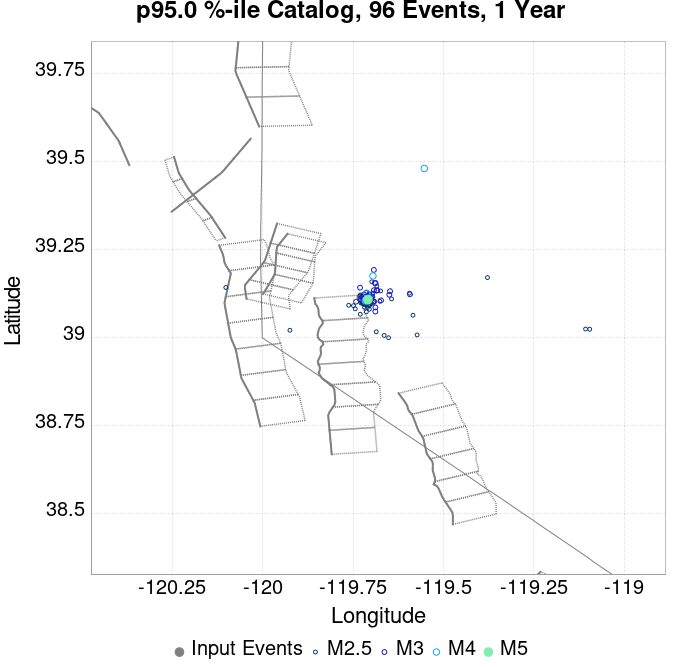 p95.0 %-ile Catalog, 96 Events, 1 Year
39.75
39.5
39.25
39
38.75
38.5
Latitude
-120.25 -120 -119.75 -119.5 -119.25 -119
Longitude
Input Events M2.5 M3 M4 M5